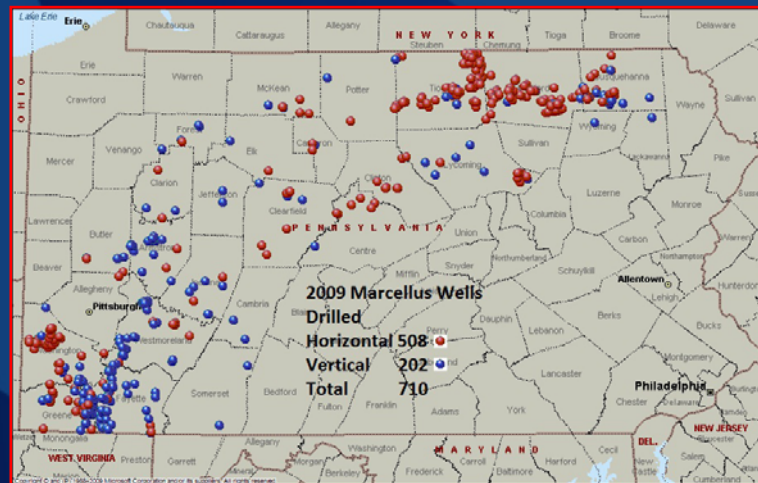 Lake Erie
Erie
Chautauqua
Cattaraugus
Allegany
NEW YORK
Steuben
Chemung
Tioga
Broome
Delaware
Erie
Warren
McKean
Potter
Susquehanna
Wayne
Sullivan
OHIO
Crawford
Forest
Elk
Cameron
Wyoming
Sullivan
Lycoming
Lackawanna
Pike
Mercer
Venango
Clarion
Jefferson
Clinton
Columbia
Luzerne
Monroe
Lawrence
Butler
Clearfield
PENNSYLVANIA
Union
Centre
Snyder
Northumberland
Carbon
Northampton
Warren
Beaver
Armstrong
Mifflin
Schuylkill
Allentown
Lehigh
Hunterdon
Allegheny
Pittsburgh
Cambria
2009 Marcellus Wells
Drilled
Horizontal 508
Vertical 202
Total 710
Dauphin
Lebanon
Berks
Bucks
Perry
Westmoreland
Montgomery
Lancaster
Philadelphia
Greene
Fayette
Somerset
Bedford
Fulton
Franklin
Adams
York
Chester
Delaware
Monongalia
Preston
Garrett
Allegany
Washington
MARYLAND
Cecil
DEL.
NEW JERSEY
WEST VIRGINIA
Morgan
Berkeley
Frederick
Carroll
Baltimore
Harford
New Castle
Salem